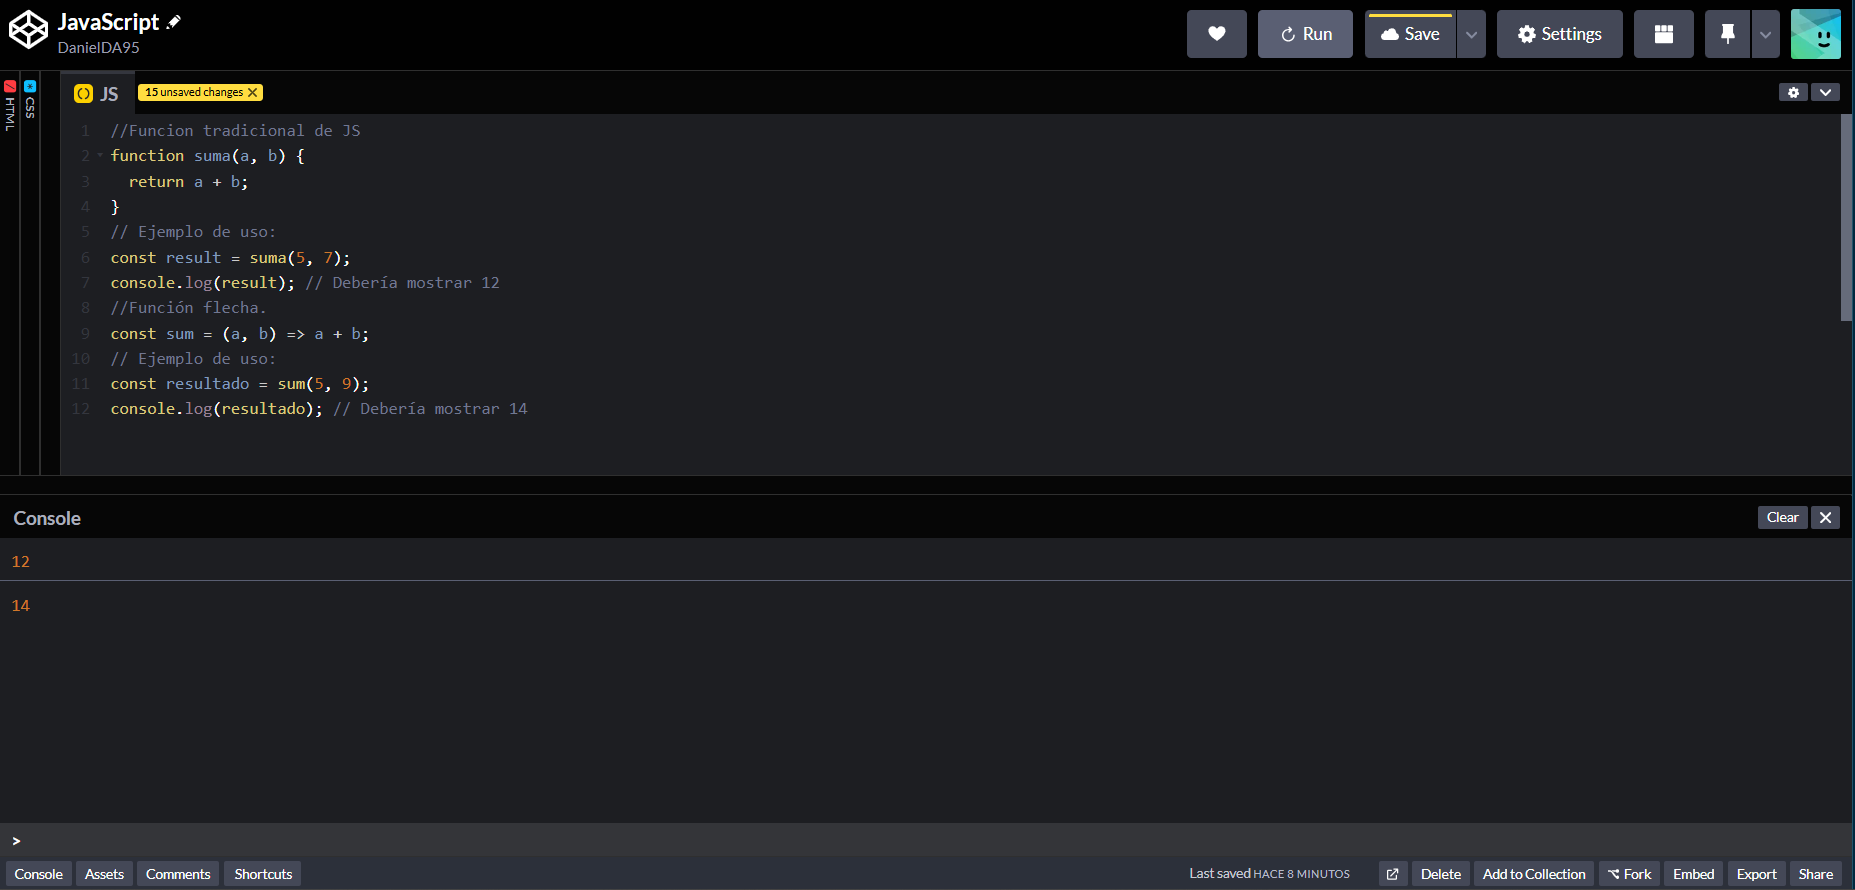 JavaScript
DanielDA95
Run
Save
Settings
HTML
CSS
JS
15 unsaved changes
1 //Funcion tradicional de JS
2 function suma(a, b) {
3   return a + b;
4 }
5 // Ejemplo de uso:
6 const result = suma(5, 7);
7 console.log(result); // Debería mostrar 12
8 //Función flecha.
9 const sum = (a, b) => a + b;
10 // Ejemplo de uso:
11 const resultado = sum(5, 9);
12 console.log(resultado); // Debería mostrar 14
Console
Clear
12
14
>
Console Assets Comments Shortcuts Last saved HACE 8 MINUTOS Delete Add to Collection Fork Embed Export Share